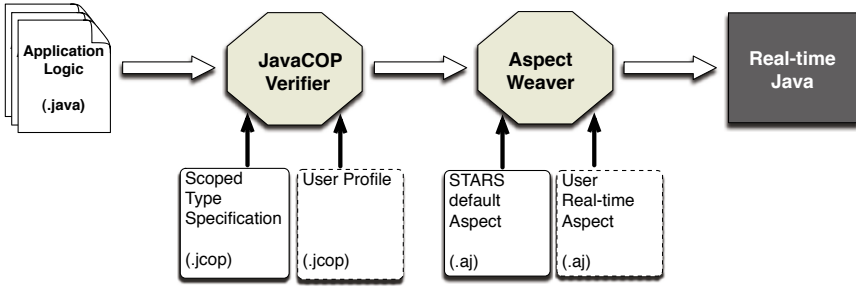 Application
Logic
(.java)
JavaCOP
Verifier
Aspect
Weaver
Real-time
Java
Scoped
Type
Specification
(.jcop)
User Profile
(.jcop)
STARS
default
Aspect
(.aj)
User
Real-time
Aspect
(.aj)